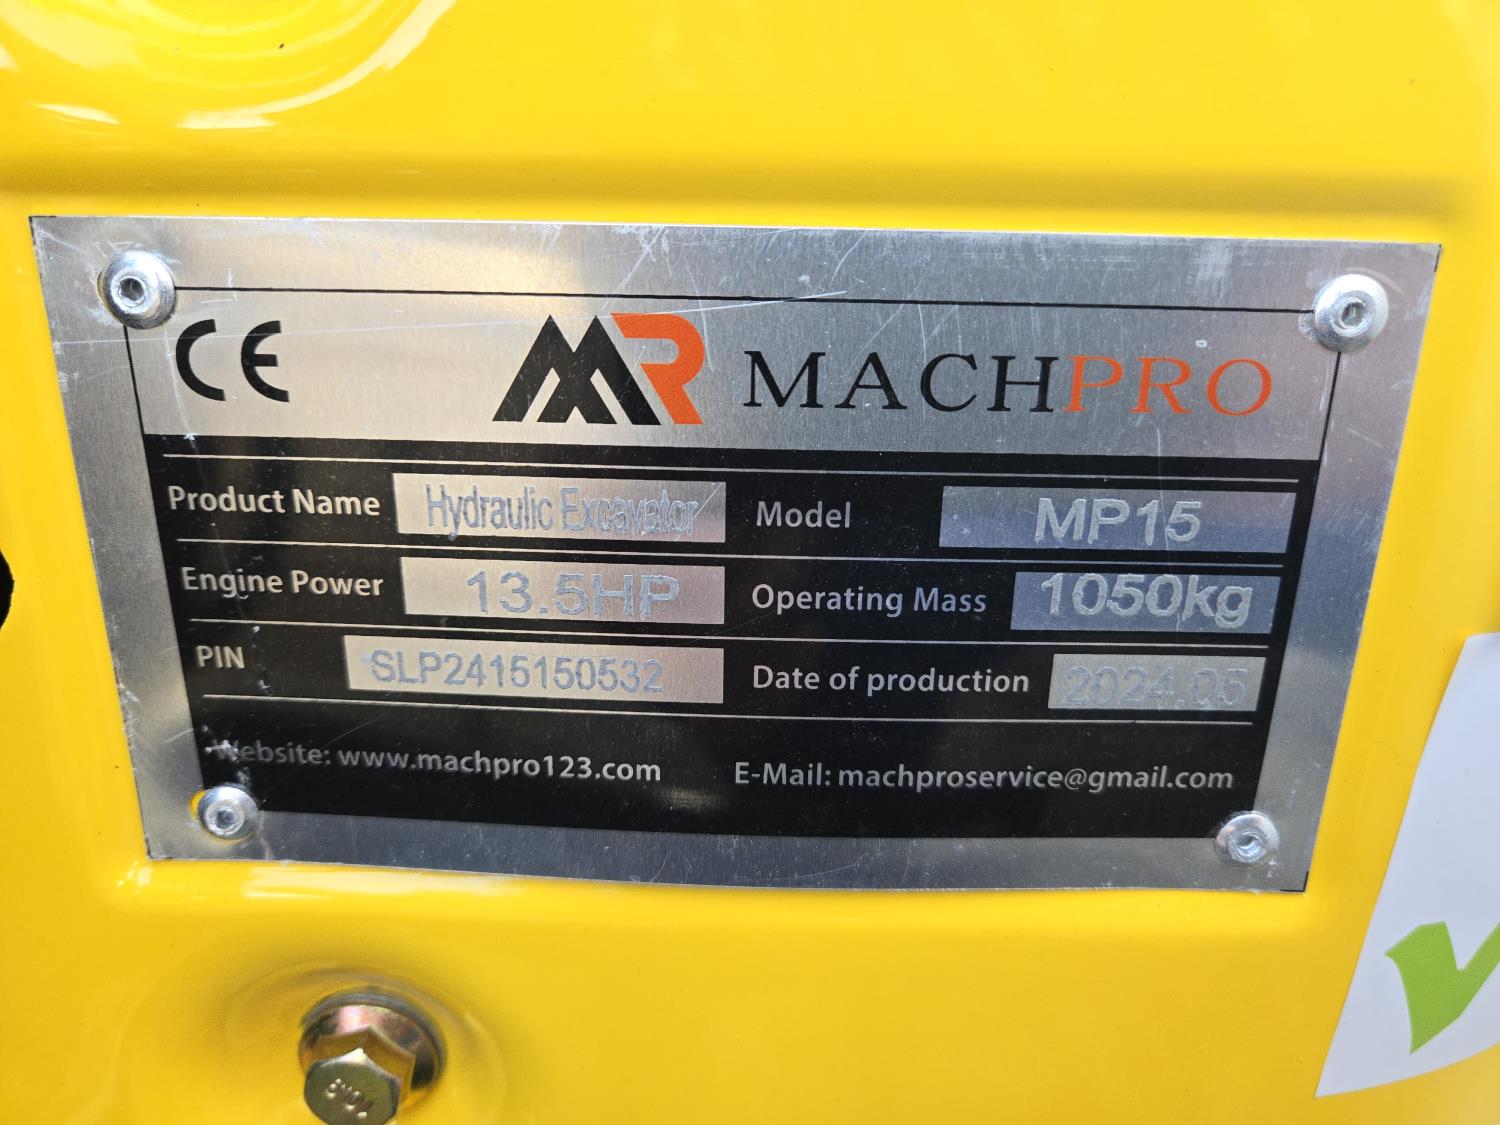 CE MACHPRO
Product Name Hydraulic Excavator Model MP15
Engine Power 13.5HP Operating Mass 1050kg
PIN SLP2415150532 Date of production 2024.05
Website: www.machpro123.com E-Mail: machproservice@gmail.com